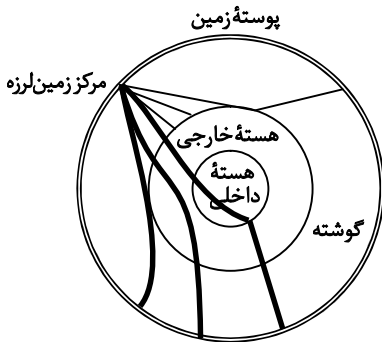 پوستهٔ زمین
مرکز زمین‌لرزه
هستهٔ خارجی
هستهٔ
داخلی
گوشته